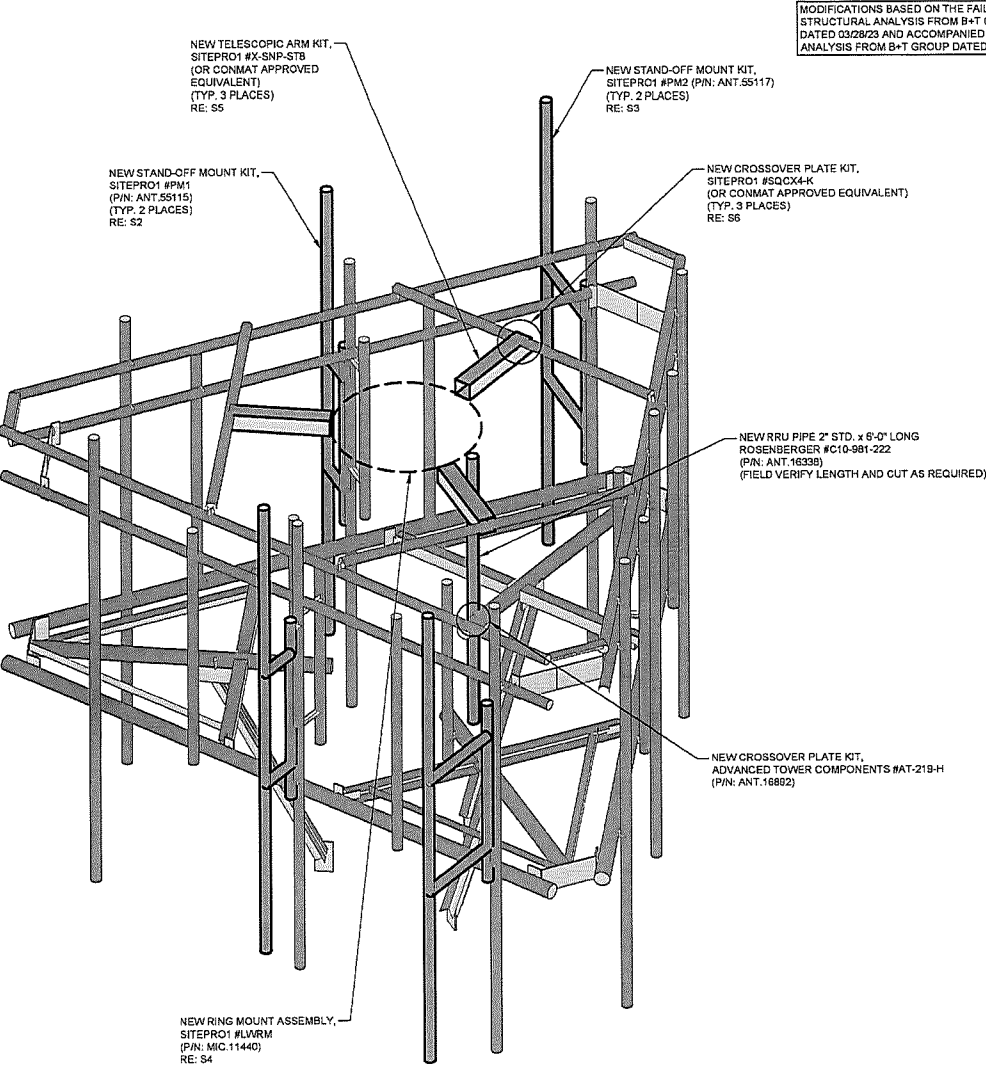 MODIFICATIONS BASED ON THE FAIL
STRUCTURAL ANALYSIS FROM B+T
DATED 03/28/23 AND ACCOMPANIED
ANALYSIS FROM B+T GROUP DATED
NEW TELESCOPIC ARM KIT,
SITEPRO1 #X-SNP-STB
(OR CONMAT APPROVED
EQUIVALENT)
(TYP. 3 PLACES)
RE: S5
NEW STAND-OFF MOUNT KIT,
SITEPRO1 #PM2 (P/N: ANT.55117)
(TYP. 2 PLACES)
RE: S3
NEW STAND-OFF MOUNT KIT,
SITEPRO1 #PM1
(P/N: ANT.55115)
(TYP. 2 PLACES)
RE: S2
NEW CROSSOVER PLATE KIT,
SITEPRO1 #SQCX4-K
(OR CONMAT APPROVED EQUIVALENT)
(TYP. 3 PLACES)
RE: S6
NEW RRU PIPE 2" STD. x 6'-0" LONG
ROSENBERGER #C10-981-222
(P/N: ANT.16338)
(FIELD VERIFY LENGTH AND CUT AS REQUIRED)
NEW CROSSOVER PLATE KIT,
ADVANCED TOWER COMPONENTS #AT-219-H
(P/N: ANT.16892)
NEW RING MOUNT ASSEMBLY,
SITEPRO1 #LWRM
(P/N: MIC.11440)
RE: S4